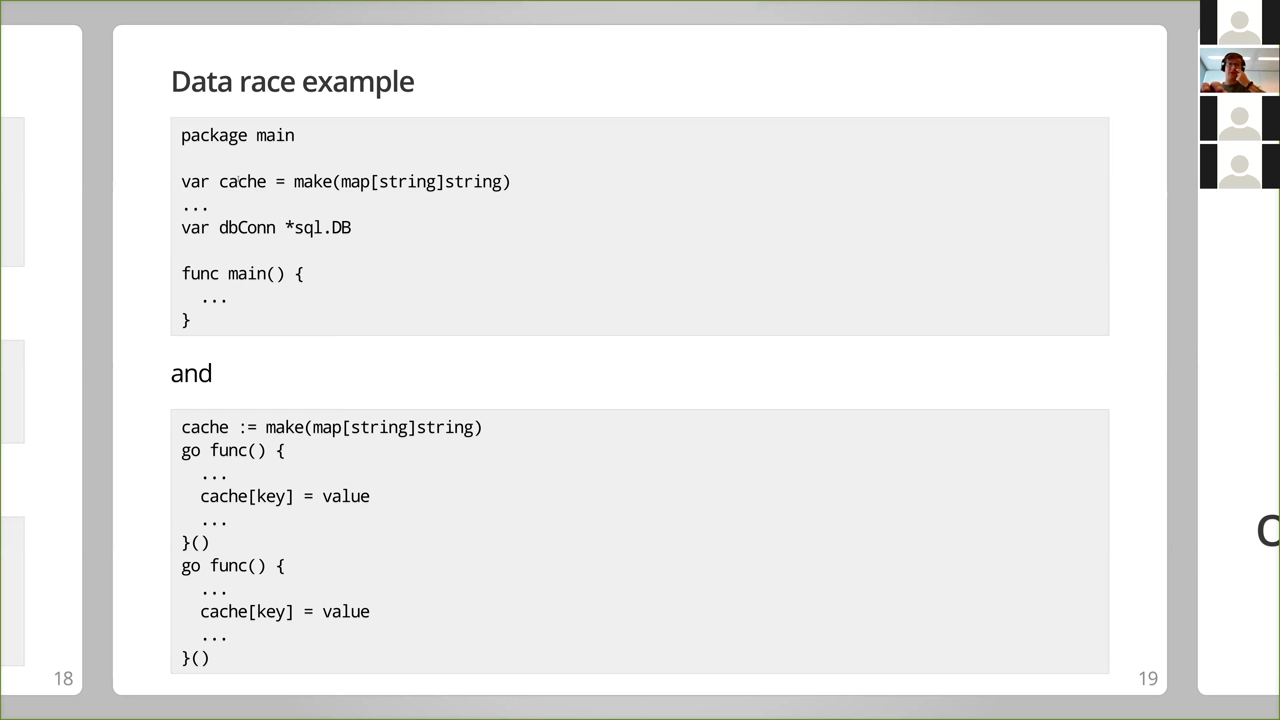 Data race example
package main
var cache = make(map[string]string)
...
var dbConn *sql.DB
func main() {
...
}
and
cache := make(map[string]string)
go func() {
...
cache[key] = value
...
}()
go func() {
...
cache[key] = value
...
}()
18
19